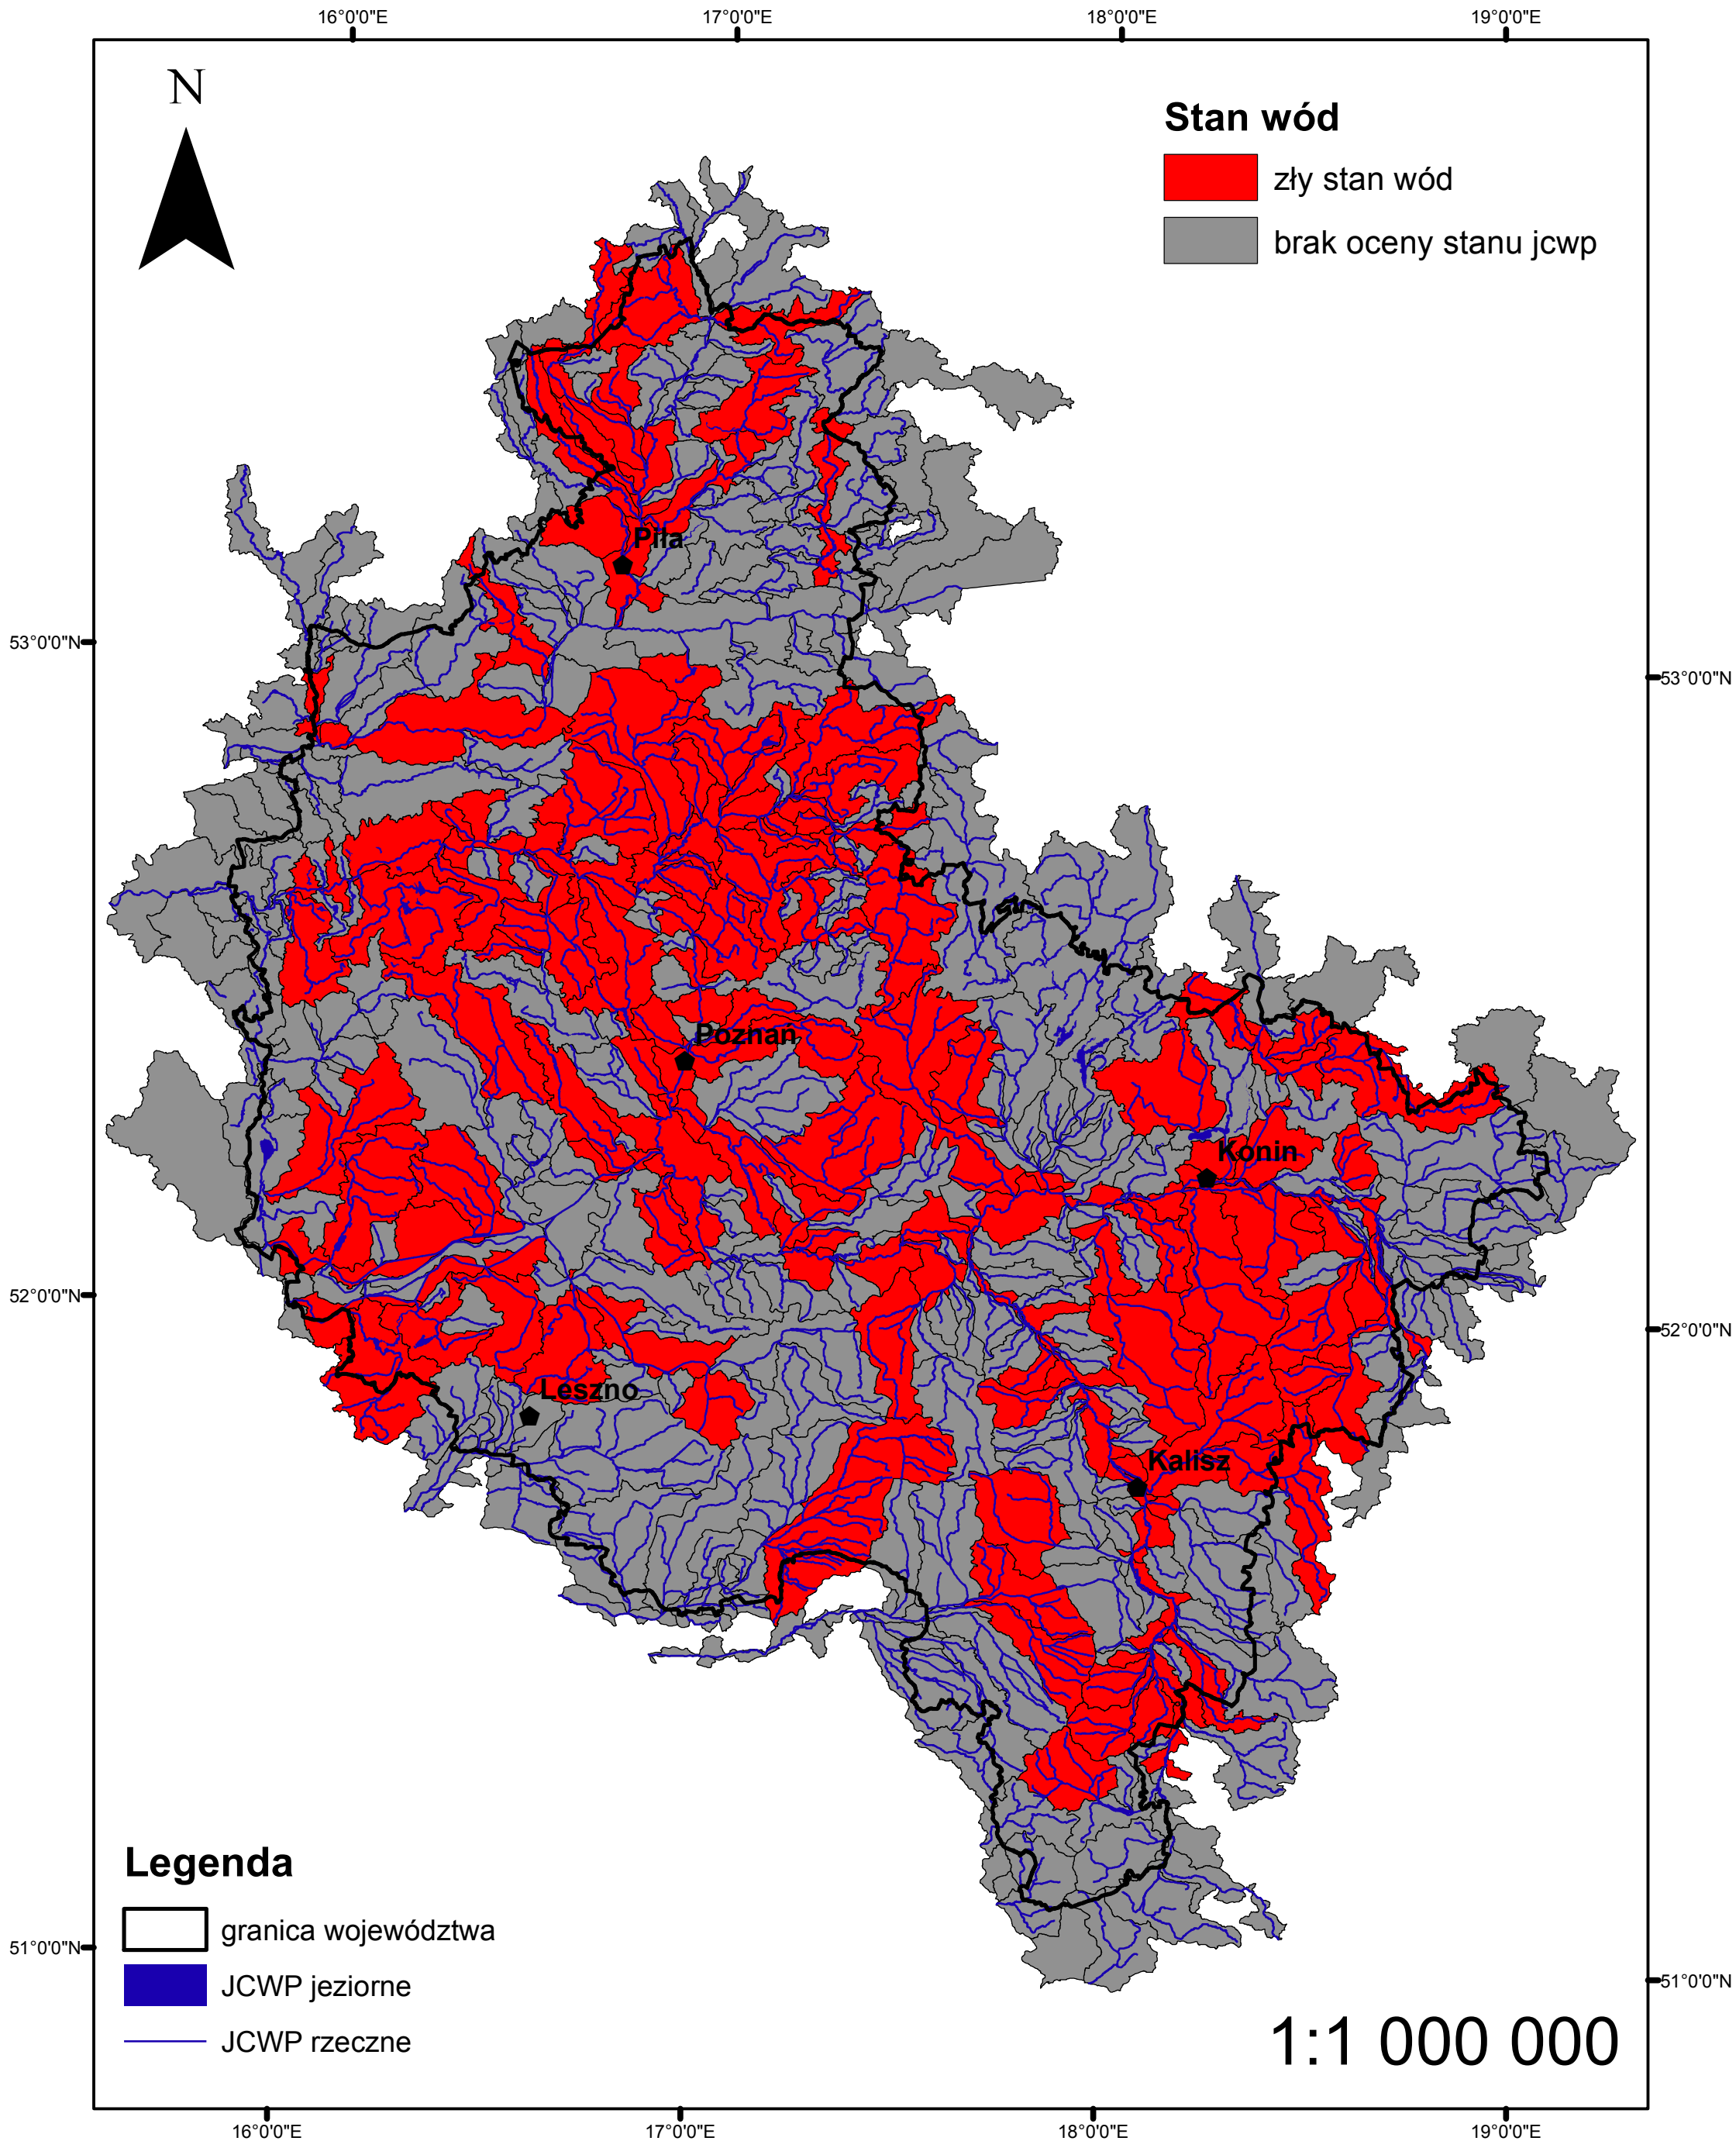 16°0'0"E 17°0'0"E 18°0'0"E 19°0'0"E
N
Stan wód
zły stan wód
brak oceny stanu jcwp
Piła
53°0'0"N
53°0'0"N
Poznań
Konin
52°0'0"N
52°0'0"N
Leszno
Kalisz
Legenda
granica województwa
JCWP jeziorne
JCWP rzeczne
51°0'0"N
51°0'0"N
1:1 000 000
16°0'0"E 17°0'0"E 18°0'0"E 19°0'0"E